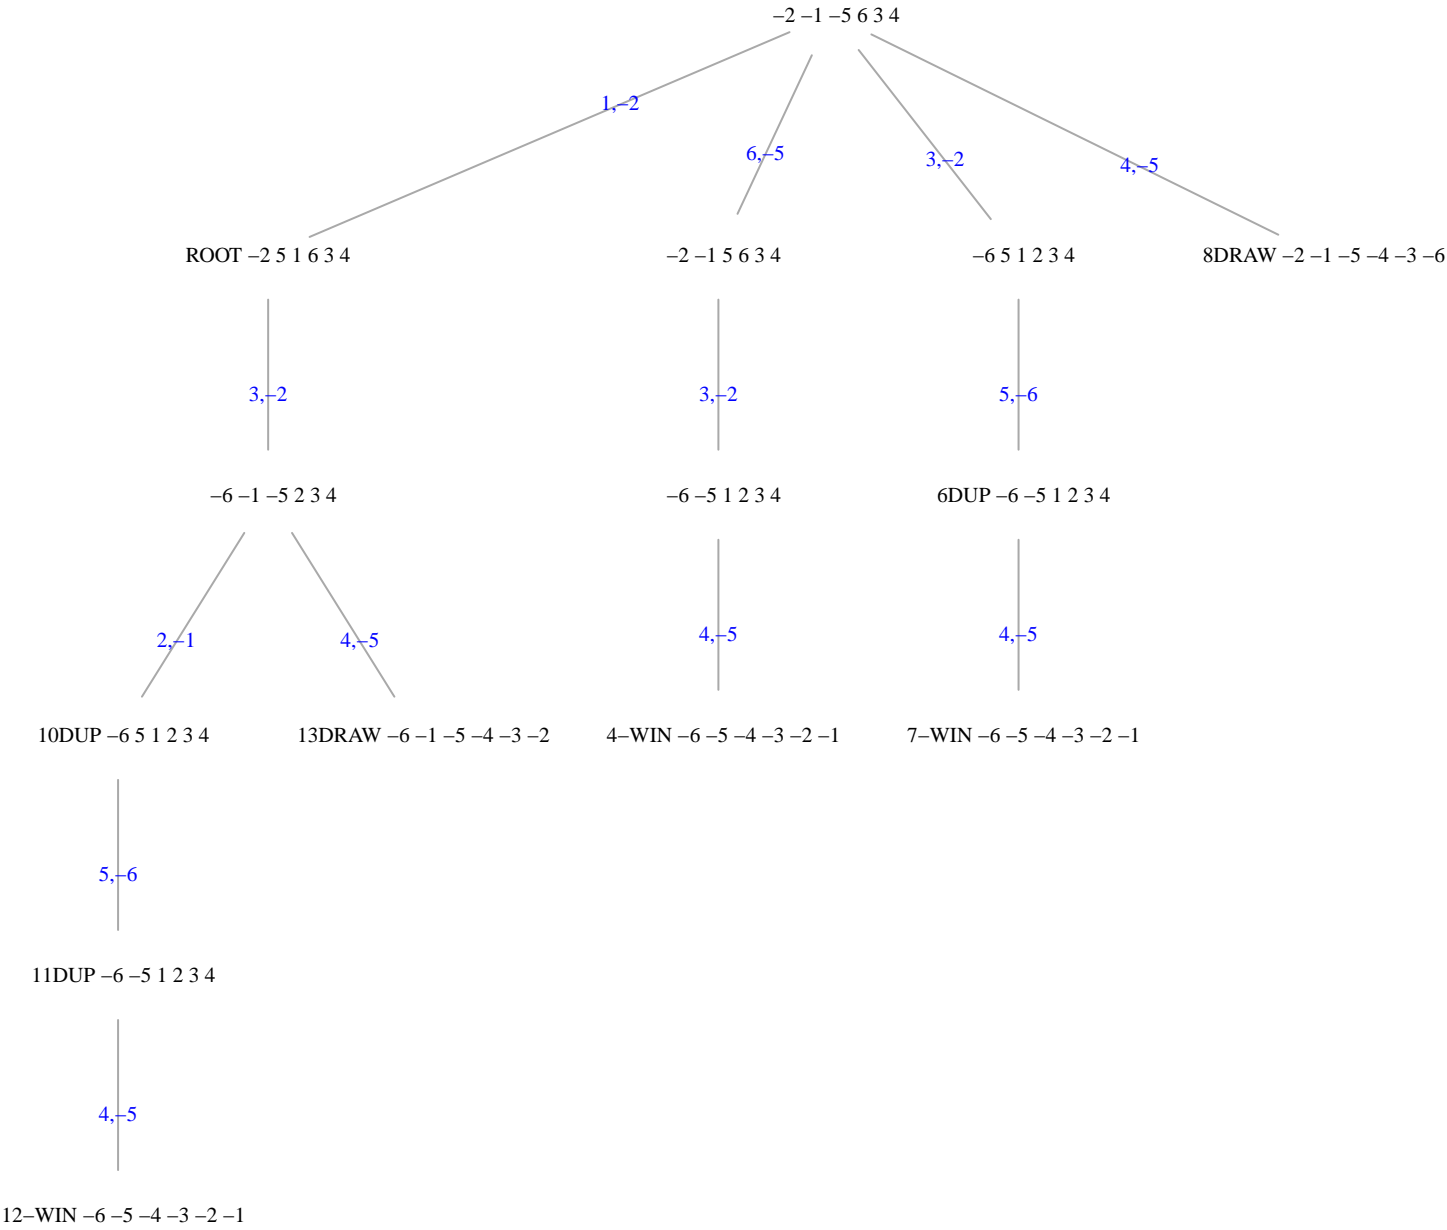 –2 –1 –5 6 3 4
1,–2
6,–5
3,–2
4,–5
ROOT –2 5 1 6 3 4
–2 –1 5 6 3 4
–6 5 1 2 3 4
8DRAW –2 –1 –5 –4 –3 –6
3,–2
3,–2
5,–6
–6 –1 –5 2 3 4
–6 –5 1 2 3 4
6DUP –6 –5 1 2 3 4
2,–1
4,–5
4,–5
4,–5
10DUP –6 5 1 2 3 4
13DRAW –6 –1 –5 –4 –3 –2
4–WIN –6 –5 –4 –3 –2 –1
7–WIN –6 –5 –4 –3 –2 –1
5,–6
11DUP –6 –5 1 2 3 4
4,–5
12–WIN –6 –5 –4 –3 –2 –1